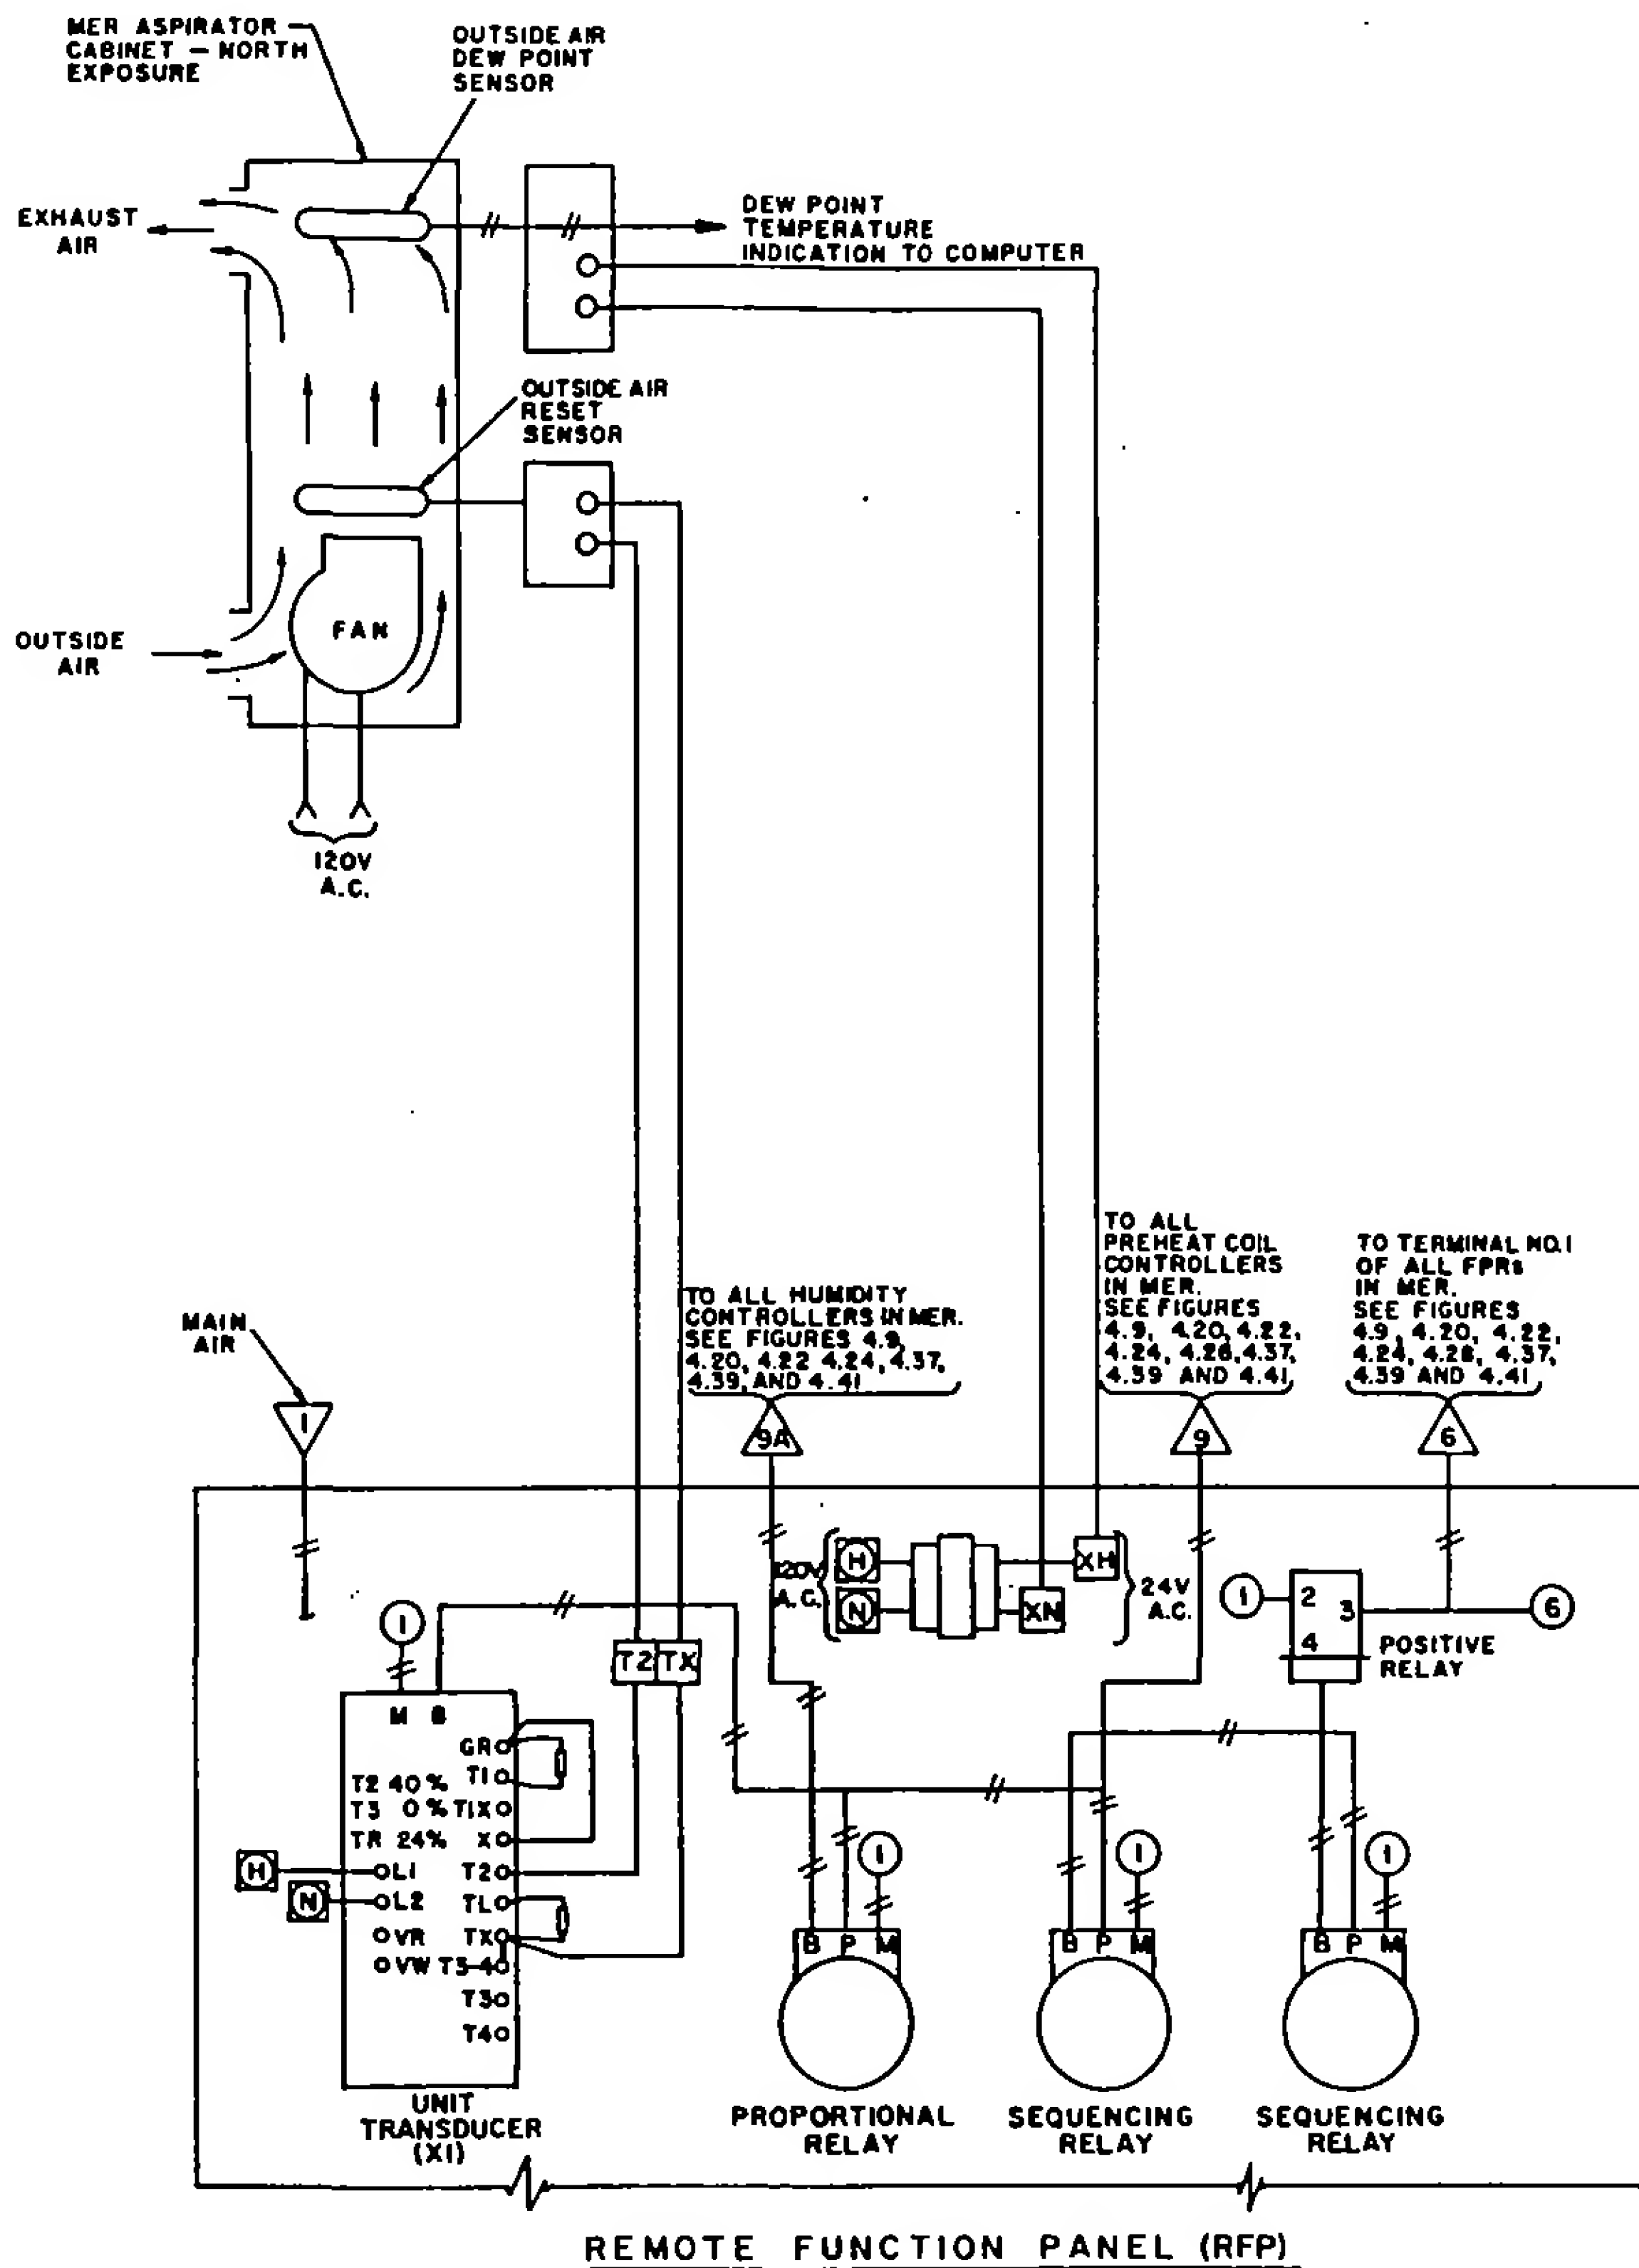 MER ASPIRATOR
CABINET - NORTH
EXPOSURE
OUTSIDE AIR
DEW POINT
SENSOR
EXHAUST
AIR
DEW POINT
TEMPERATURE
INDICATION TO COMPUTER
OUTSIDE AIR
RESET
SENSOR
FAN
OUTSIDE
AIR
120V
A.C.
MAIN
AIR
1
TO ALL HUMIDITY
CONTROLLERS IN MER.
SEE FIGURES 4.9,
4.20, 4.22 4.24, 4.37,
4.39, AND 4.41
9A
TO ALL
PREHEAT COIL
CONTROLLERS
IN MER.
SEE FIGURES
4.9, 4.20, 4.22,
4.24, 4.28, 4.37,
4.39 AND 4.41,
9
TO TERMINAL NO.1
OF ALL FPRs
IN MER.
SEE FIGURES
4.9, 4.20, 4.22,
4.24, 4.28, 4.37,
4.39 AND 4.41,
6
120V
A.C.
H
N
XH
XN
24V
A.C.
1
2
3
4
6
POSITIVE
RELAY
1
T2 TX
M B
GR
T2 40% T1
T3 0% T1X
TR 24% X
H
L1 T2
N
L2 TL
VR TX
VW T3-4
T3
T4
UNIT
TRANSDUCER
(X1)
1
B P M
PROPORTIONAL
RELAY
1
B P M
SEQUENCING
RELAY
1
B P M
SEQUENCING
RELAY
REMOTE FUNCTION PANEL (RFP)